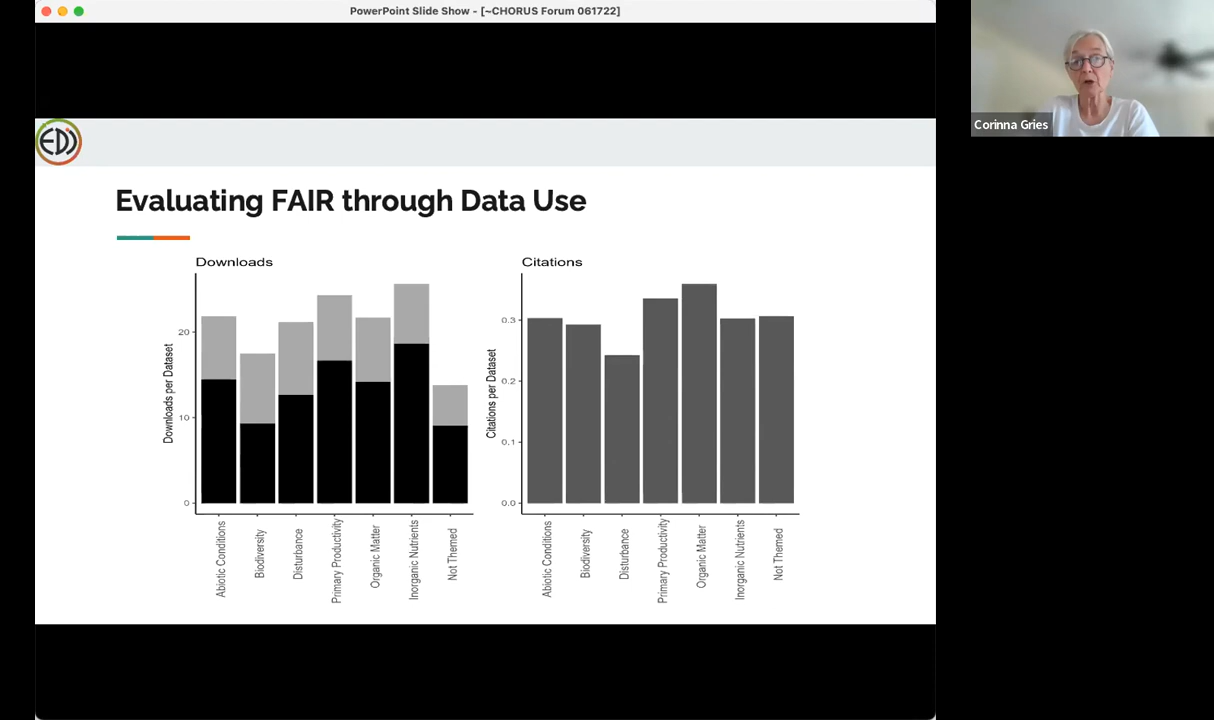 PowerPoint Slide Show - [~CHORUS Forum 061722]
EDI
Evaluating FAIR through Data Use
Downloads
Downloads per Dataset
20
10
0
Abiotic Conditions
Biodiversity
Disturbance
Primary Productivity
Organic Matter
Inorganic Nutrients
Not Themed
Citations
Citations per Dataset
0.3
0.2
0.1
0.0
Abiotic Conditions
Biodiversity
Disturbance
Primary Productivity
Organic Matter
Inorganic Nutrients
Not Themed
Corinna Gries